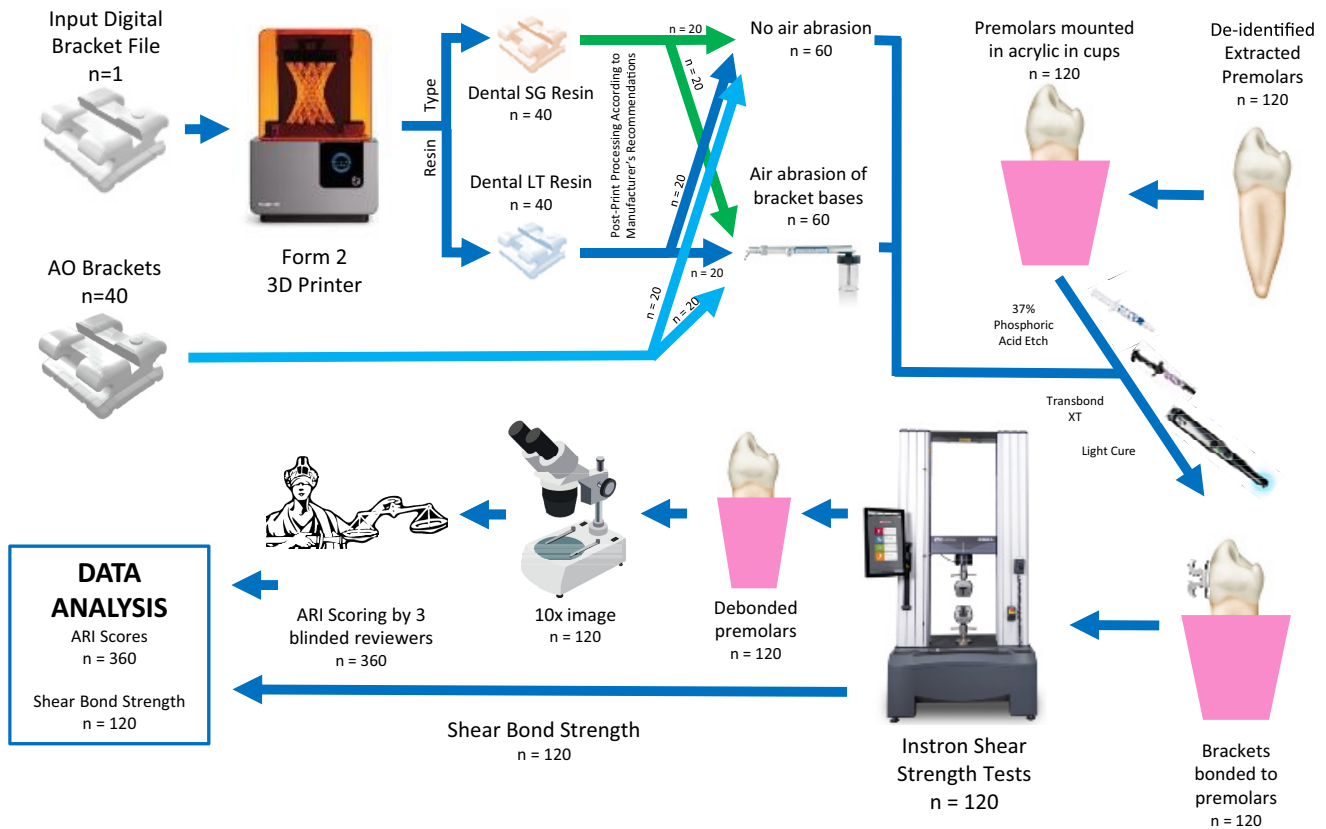 Input Digital
Bracket File
n=1
AO Brackets
n=40
Form 2
3D Printer
Resin Type
Dental SG Resin
n = 40
Dental LT Resin
n = 40
Post-Print Processing According to
Manufacturer's Recommendations
n = 20
n = 20
n = 20
n = 20
n = 20
n = 20
No air abrasion
n = 60
Air abrasion of
bracket bases
n = 60
Premolars mounted
in acrylic in cups
n = 120
De-identified
Extracted
Premolars
n = 120
37%
Phosphoric
Acid Etch
Transbond
XT
Light Cure
Brackets
bonded to
premolars
n = 120
Instron Shear
Strength Tests
n = 120
Debonded
premolars
n = 120
10x image
n = 120
ARI Scoring by 3
blinded reviewers
n = 360
Shear Bond Strength
n = 120
DATA
ANALYSIS
ARI Scores
n = 360
Shear Bond Strength
n = 120